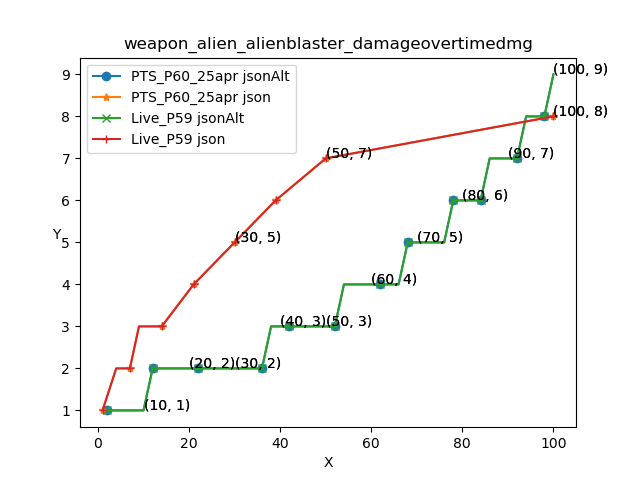 weapon_alien_alienblaster_damageovertimedmg
PTS_P60_25apr jsonAlt
PTS_P60_25apr json
Live_P59 jsonAlt
Live_P59 json
(100, 9)
(100, 8)
(50, 7)
(90, 7)
(80, 6)
(30, 5)
(70, 5)
(60, 4)
(40, 3)(50, 3)
(20, 2)(30, 2)
(10, 1)
9
8
7
6
5
4
3
2
1
Y
0 20 40 60 80 100
X